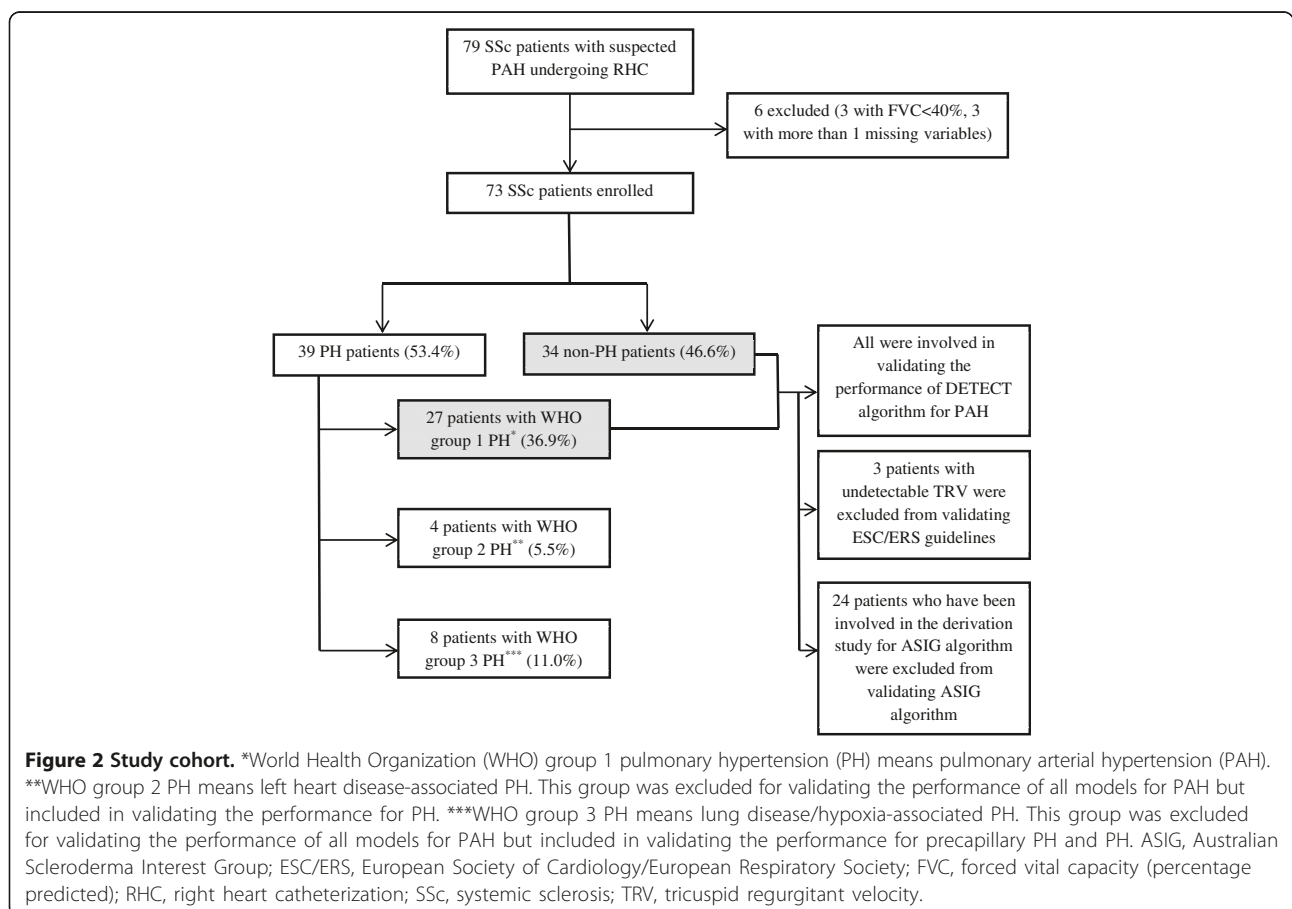 79 SSc patients with suspected
PAH undergoing RHC
6 excluded (3 with FVC<40%, 3
with more than 1 missing variables)
73 SSc patients enrolled
39 PH patients (53.4%)
34 non-PH patients (46.6%)
27 patients with WHO
group 1 PH* (36.9%)
4 patients with WHO
group 2 PH** (5.5%)
8 patients with WHO
group 3 PH*** (11.0%)
All were involved in
validating the
performance of DETECT
algorithm for PAH
3 patients with
undetectable TRV were
excluded from validating
ESC/ERS guidelines
24 patients who have been
involved in the derivation
study for ASIG algorithm
were excluded from
validating ASIG
algorithm
Figure 2 Study cohort. *World Health Organization (WHO) group 1 pulmonary hypertension (PH) means pulmonary arterial hypertension (PAH).
**WHO group 2 PH means left heart disease-associated PH. This group was excluded for validating the performance of all models for PAH but
included in validating the performance for PH. ***WHO group 3 PH means lung disease/hypoxia-associated PH. This group was excluded
for validating the performance of all models for PAH but included in validating the performance for precapillary PH and PH. ASIG, Australian
Scleroderma Interest Group; ESC/ERS, European Society of Cardiology/European Respiratory Society; FVC, forced vital capacity (percentage
predicted); RHC, right heart catheterization; SSc, systemic sclerosis; TRV, tricuspid regurgitant velocity.